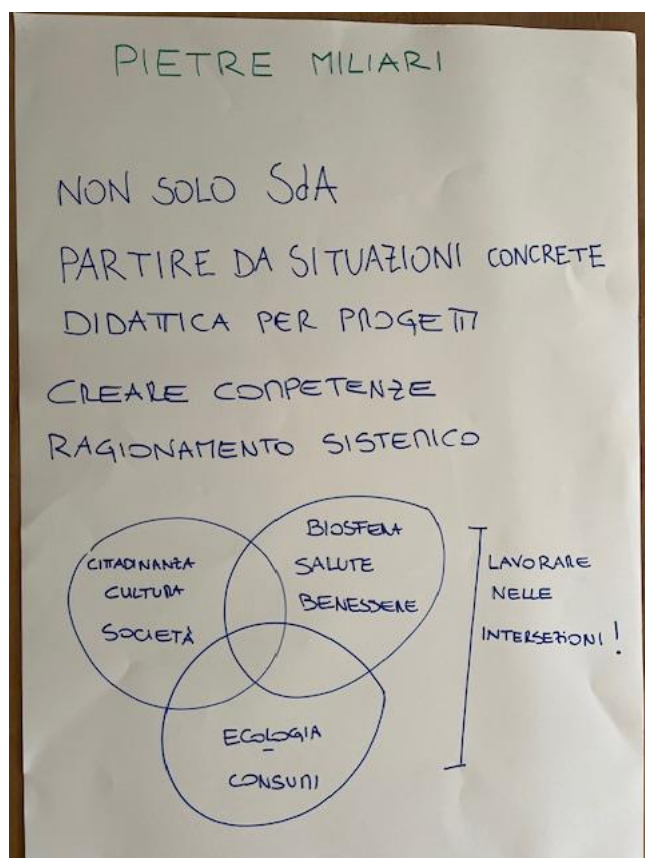 PIETRE MILIARI
NON SOLO SdA
PARTIRE DA SITUAZIONI CONCRETE
DIDATTICA PER PROGETTI
CREARE COMPETENZE
RAGIONAMENTO SISTEMICO
CITTADINANZA
CULTURA
SOCIETÀ
BIOSFERA
SALUTE
BENESSERE
ECOLOGIA
CONSUMI
LAVORARE
NELLE
INTERSEZIONI!